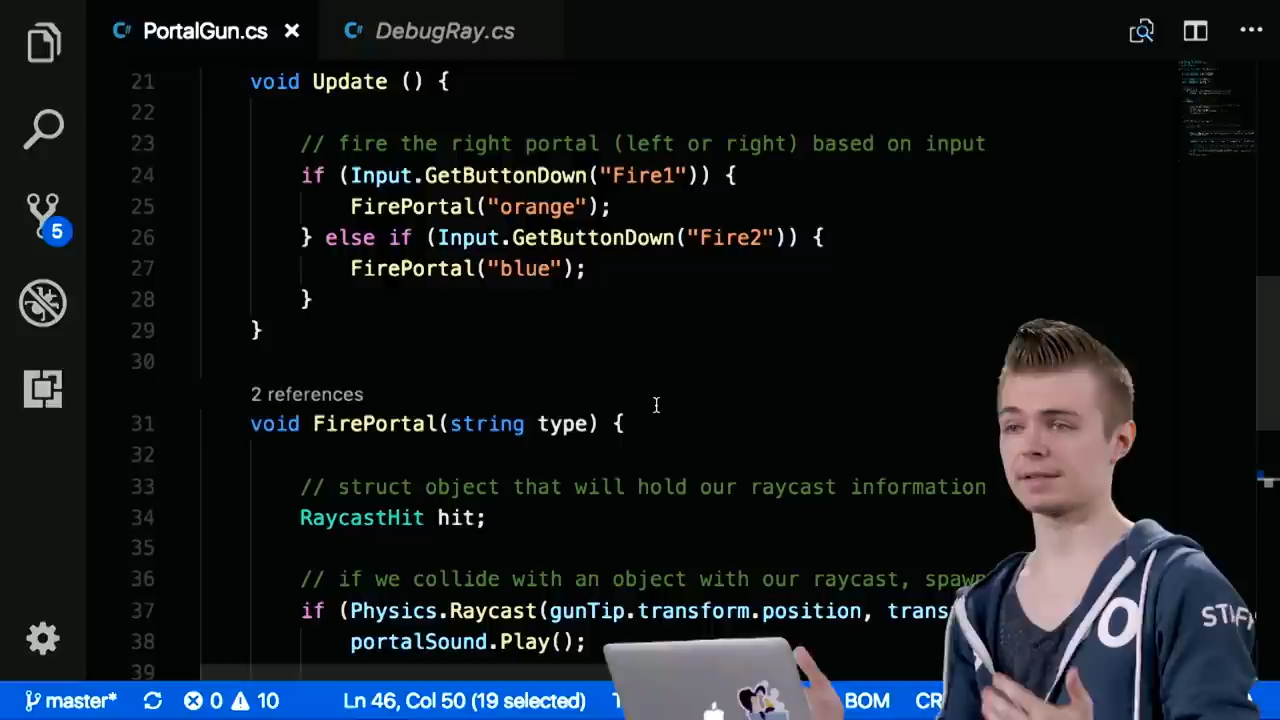 PortalGun.cs
DebugRay.cs
21 void Update () {
22
23 // fire the right portal (left or right) based on input
24 if (Input.GetButtonDown("Fire1")) {
25 FirePortal("orange");
26 } else if (Input.GetButtonDown("Fire2")) {
27 FirePortal("blue");
28 }
29 }
30
2 references
31 void FirePortal(string type) {
32
33 // struct object that will hold our raycast information
34 RaycastHit hit;
35
36 // if we collide with an object with our raycast,
37 if (Physics.Raycast(gunTip.transform.position,
38 portalSound.Play();
39
5
master* 0 10 Ln 46, Col 50 (19 selected) BOM